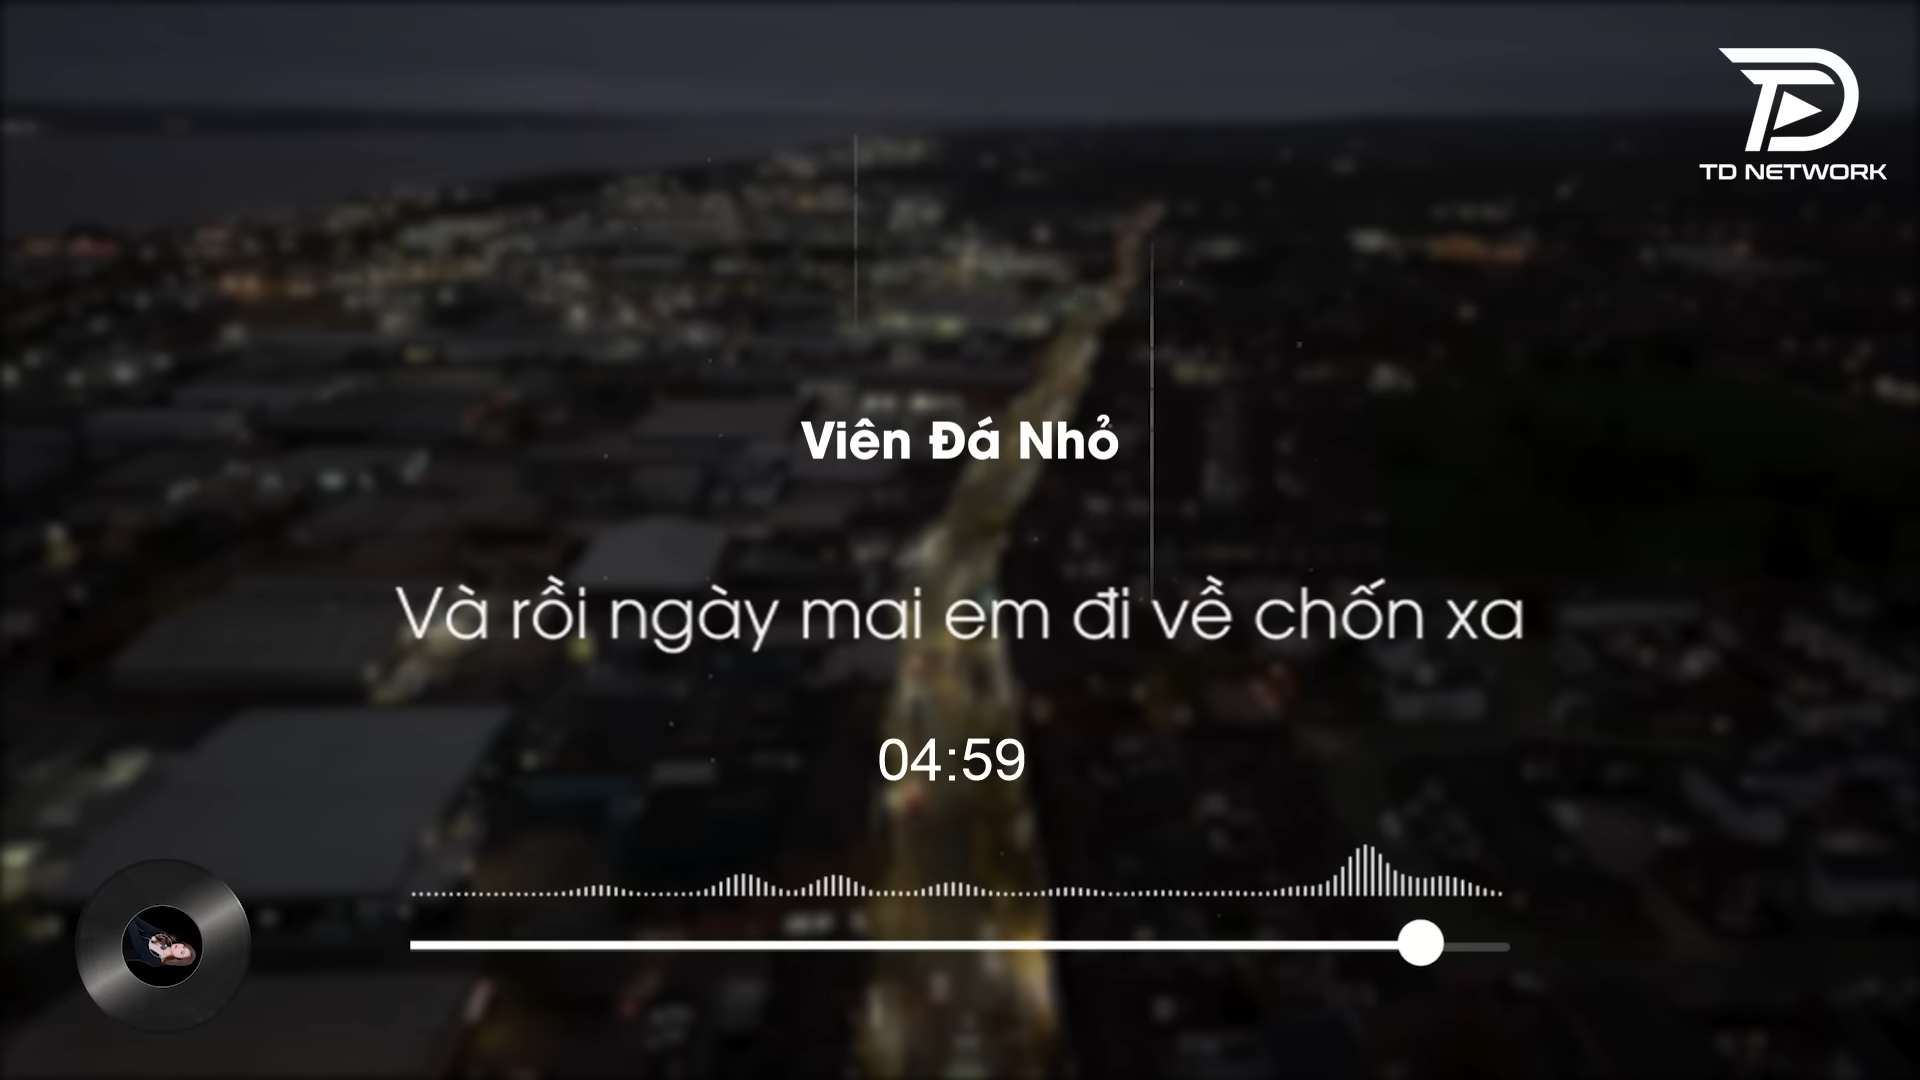 TD NETWORK
Viên Đá Nhỏ
Và rồi ngày mai em đi về chốn xa
04:59